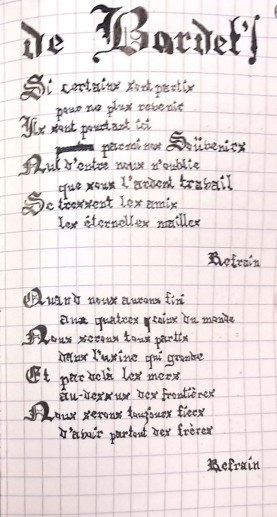 de Bordet's
Si certains sont partis
pour ne plus revenir
Ils sont pourtant ici
parmi nos Soüvenirs
Nul d'entre nous n'oublie
que sous l'ardent travail
Se tressent les amis
les éternelles mailles
Refrain
Quand nous aurons fini
aux quatres coins du monde
Nous serons tous partis
dans l'usine qui gronde
Et par delà les mers
au-dessus des frontières
Nous serons toujours fiers
d'avoir partout des frères
Refrain